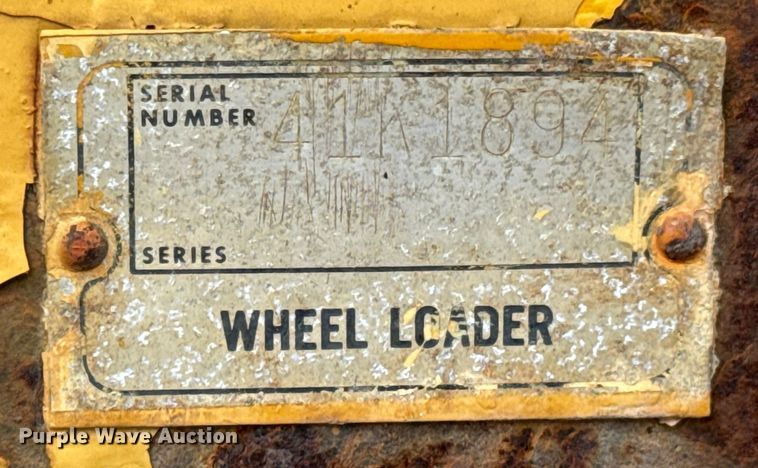 SERIAL
NUMBER 41K1894
SERIES
WHEEL LOADER
Purple Wave Auction